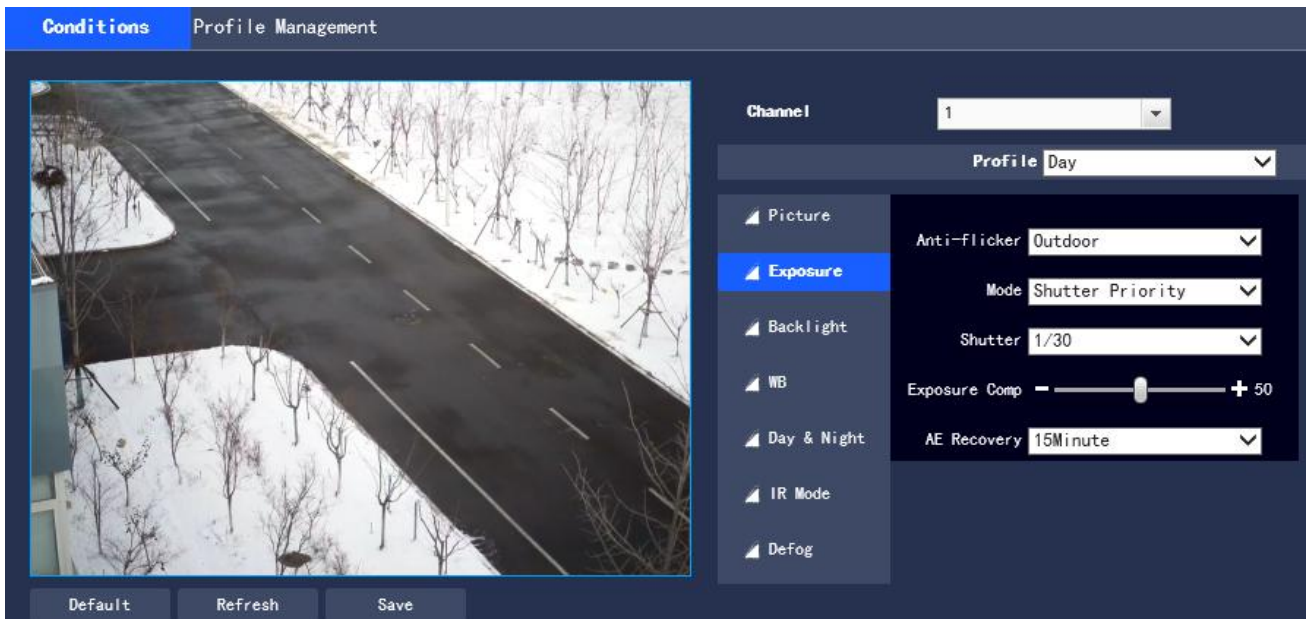 Conditions Profile Management
Channel 1
Profile Day
Picture
Exposure
Backlight
WB
Day & Night
IR Mode
Defog
Anti-flicker Outdoor
Mode Shutter Priority
Shutter 1/30
Exposure Comp 50
AE Recovery 15Minute
Default Refresh Save